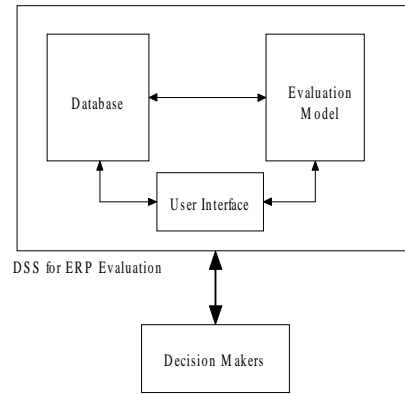 Database
Evaluation
Model
User Interface
DSS for ERP Evaluation
Decision Makers